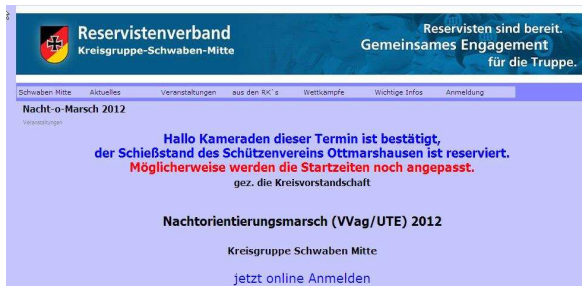 Reservistenverband
Kreisgruppe-Schwaben-Mitte
Reservisten sind bereit.
Gemeinsames Engagement
für die Truppe.
Schwaben Mitte Aktuelles Veranstaltungen aus den RK`s Wettkämpfe Wichtige Infos Anmeldung
Nacht-o-Marsch 2012
Veranstaltungen
Hallo Kameraden dieser Termin ist bestätigt,
der Schießstand des Schützenvereins Ottmarshausen ist reserviert.
Möglicherweise werden die Startzeiten noch angepasst.
gez. die Kreisvorstandschaft
Nachtorientierungsmarsch (VVag/UTE) 2012
Kreisgruppe Schwaben Mitte
jetzt online Anmelden